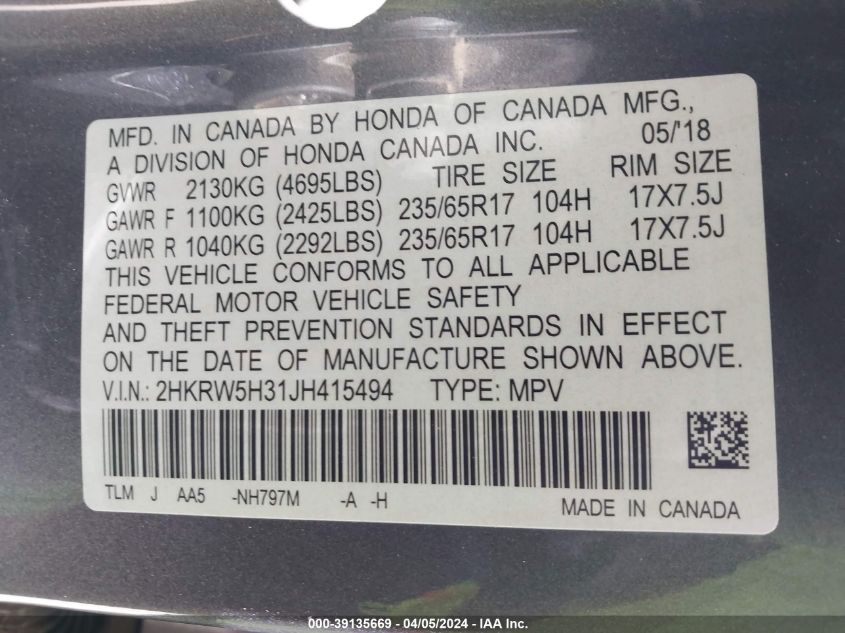 MFD. IN CANADA BY HONDA OF CANADA MFG.,
A DIVISION OF HONDA CANADA INC. 05/'18
GVWR 2130KG (4695LBS) TIRE SIZE RIM SIZE
GAWR F 1100KG (2425LBS) 235/65R17 104H 17X7.5J
GAWR R 1040KG (2292LBS) 235/65R17 104H 17X7.5J
THIS VEHICLE CONFORMS TO ALL APPLICABLE
FEDERAL MOTOR VEHICLE SAFETY
AND THEFT PREVENTION STANDARDS IN EFFECT
ON THE DATE OF MANUFACTURE SHOWN ABOVE.
V.I.N.: 2HKRW5H31JH415494 TYPE: MPV
TLM J AA5 -NH797M -A -H
MADE IN CANADA
000-39135669 - 04/05/2024 - IAA Inc.